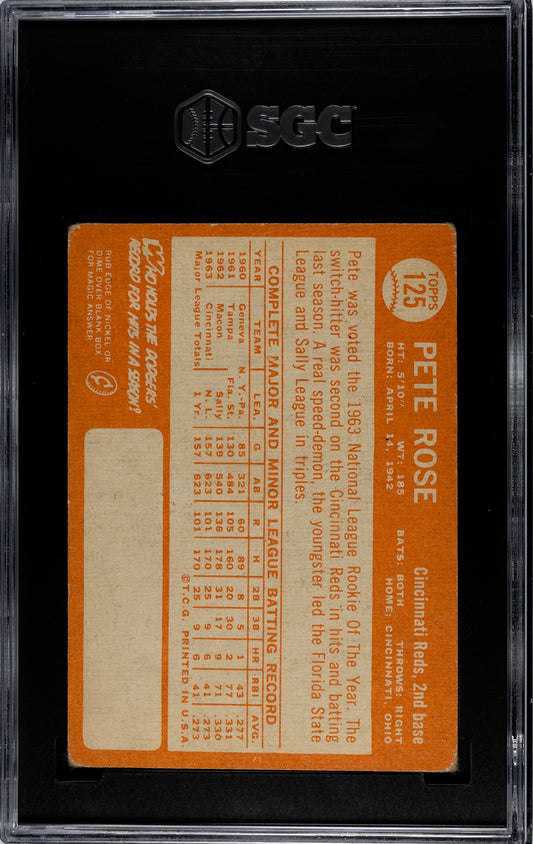 SGC
TOPPS
125
PETE ROSE
Cincinnati Reds, 2nd base
HT: 5'10" WT: 185 BATS: BOTH THROWS: RIGHT
BORN: APRIL 14, 1942 HOME: CINCINNATI, OHIO
Pete was voted the 1963 National League Rookie Of The Year. The
switch-hitter was second on the Cincinnati Reds in hits and batting
last season. A real speed-demon, the youngster led the Florida State
League and Sally League in triples.
COMPLETE MAJOR AND MINOR LEAGUE BATTING RECORD
YEAR TEAM LEA. G AB R H 2B 3B HR RBI AVG.
1960 Geneva N. Y.-Pa. 85 321 60 89 8 5 1 43 .277
1961 Tampa Fla. St. 130 484 105 160 20 30 2 77 .331
1962 Macon Sally 139 540 136 178 31 17 9 71 .330
1963 Cincinnati N. L. 157 623 101 170 25 9 6 41 .273
Major League Totals 1 Yr. 157 623 101 170 25 9 6 41 .273
©T.C.G. PRINTED IN U.S.A.
WHO HOLDS THE DODGERS'
RECORD FOR HITS IN A SEASON?
RUB EDGE OF NICKEL OR
DIME OVER BLANK BOX
FOR MAGIC ANSWER